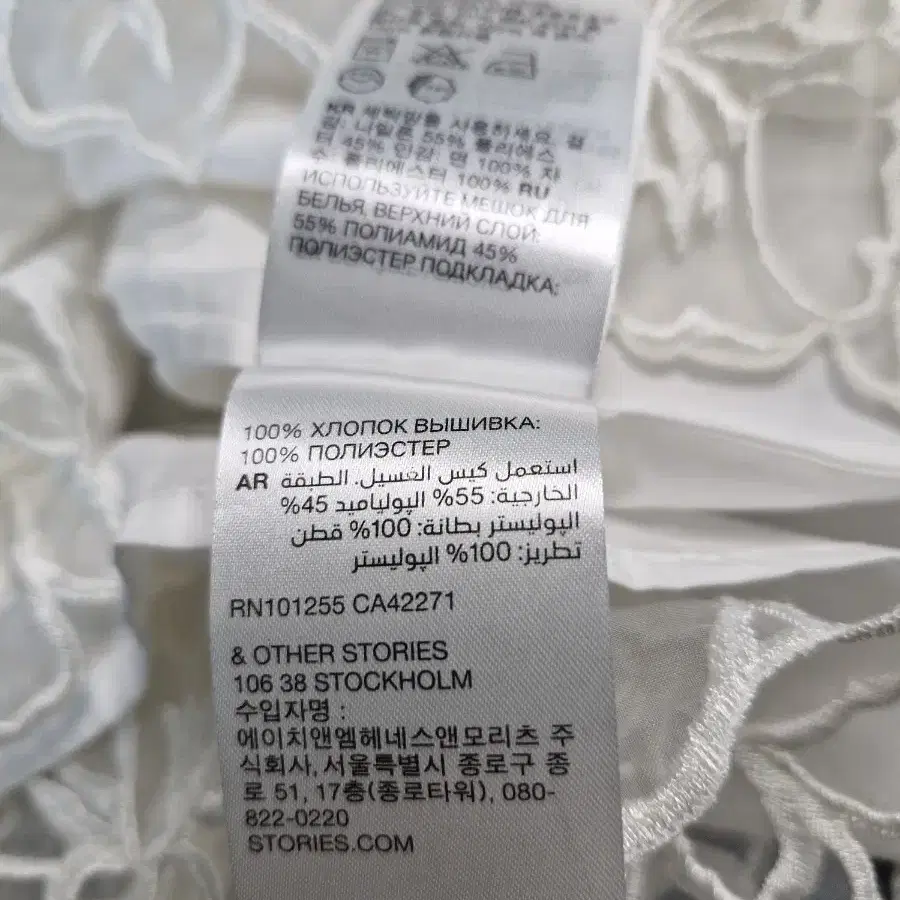 KR 세탁망을 사용하세요. 겉
감: 나일론 55% 폴리에스
터 45% 안감: 면 100% 자
수: 폴리에스터 100% RU
ИСПОЛЬЗУЙТЕ МЕШОК ДЛЯ
БЕЛЬЯ, ВЕРХНИЙ СЛОЙ:
55% ПОЛИАМИД 45%
ПОЛИЭСТЕР ПОДКЛАДКА:
100% ХЛОПОК ВЫШИВКА:
100% ПОЛИЭСТЕР
AR استعمل كيس الغسيل. الطبقة
الخارجية: 55% البولياميد 45%
البوليستر بطانة: 100% قطن
تطريز: 100% البوليستر
RN101255 CA42271
& OTHER STORIES
106 38 STOCKHOLM
수입자명 :
에이치앤엠헤네스앤모리츠 주
식회사, 서울특별시 종로구 종
로 51, 17층(종로타워), 080-
822-0220
STORIES.COM